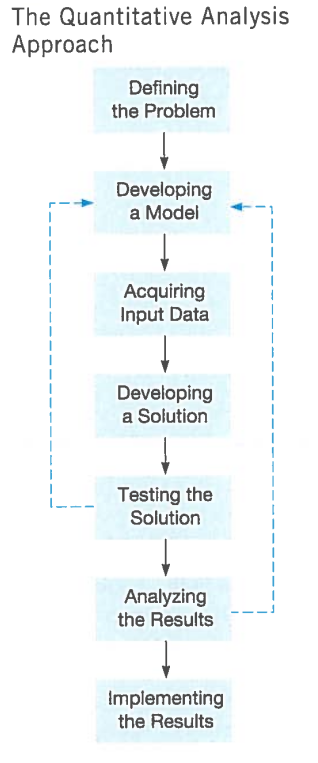 The Quantitative Analysis
Approach
Defining
the Problem
Developing
a Model
Acquiring
Input Data
Developing
a Solution
Testing the
Solution
Analyzing
the Results
Implementing
the Results